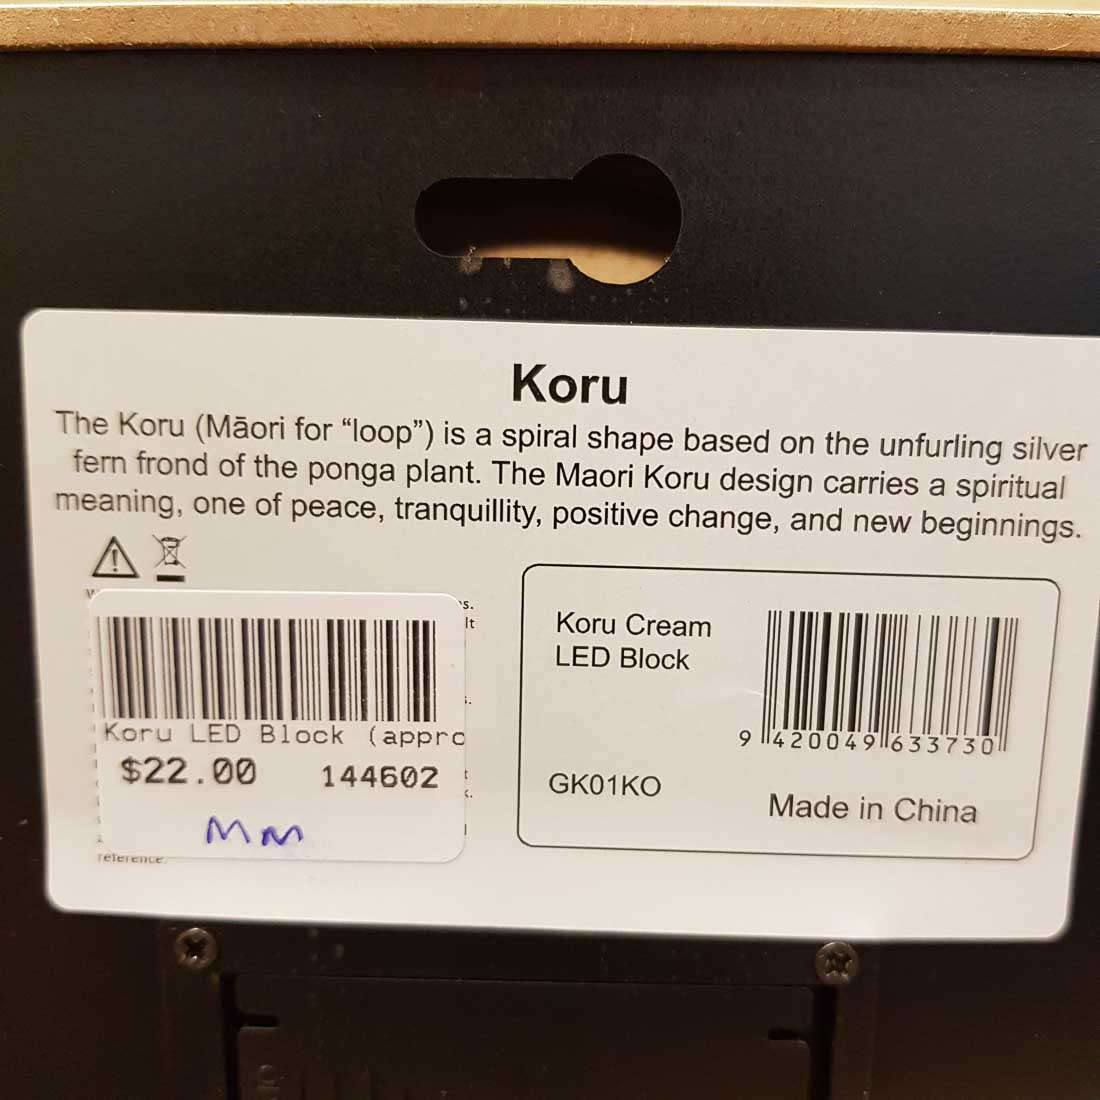 Koru
The Koru (Māori for “loop”) is a spiral shape based on the unfurling silver
fern frond of the ponga plant. The Maori Koru design carries a spiritual
meaning, one of peace, tranquillity, positive change, and new beginnings.
Koru LED Block (appro
$22.00 144602
MM
reference.
Koru Cream
LED Block
9 420049 633730
GK01KO
Made in China